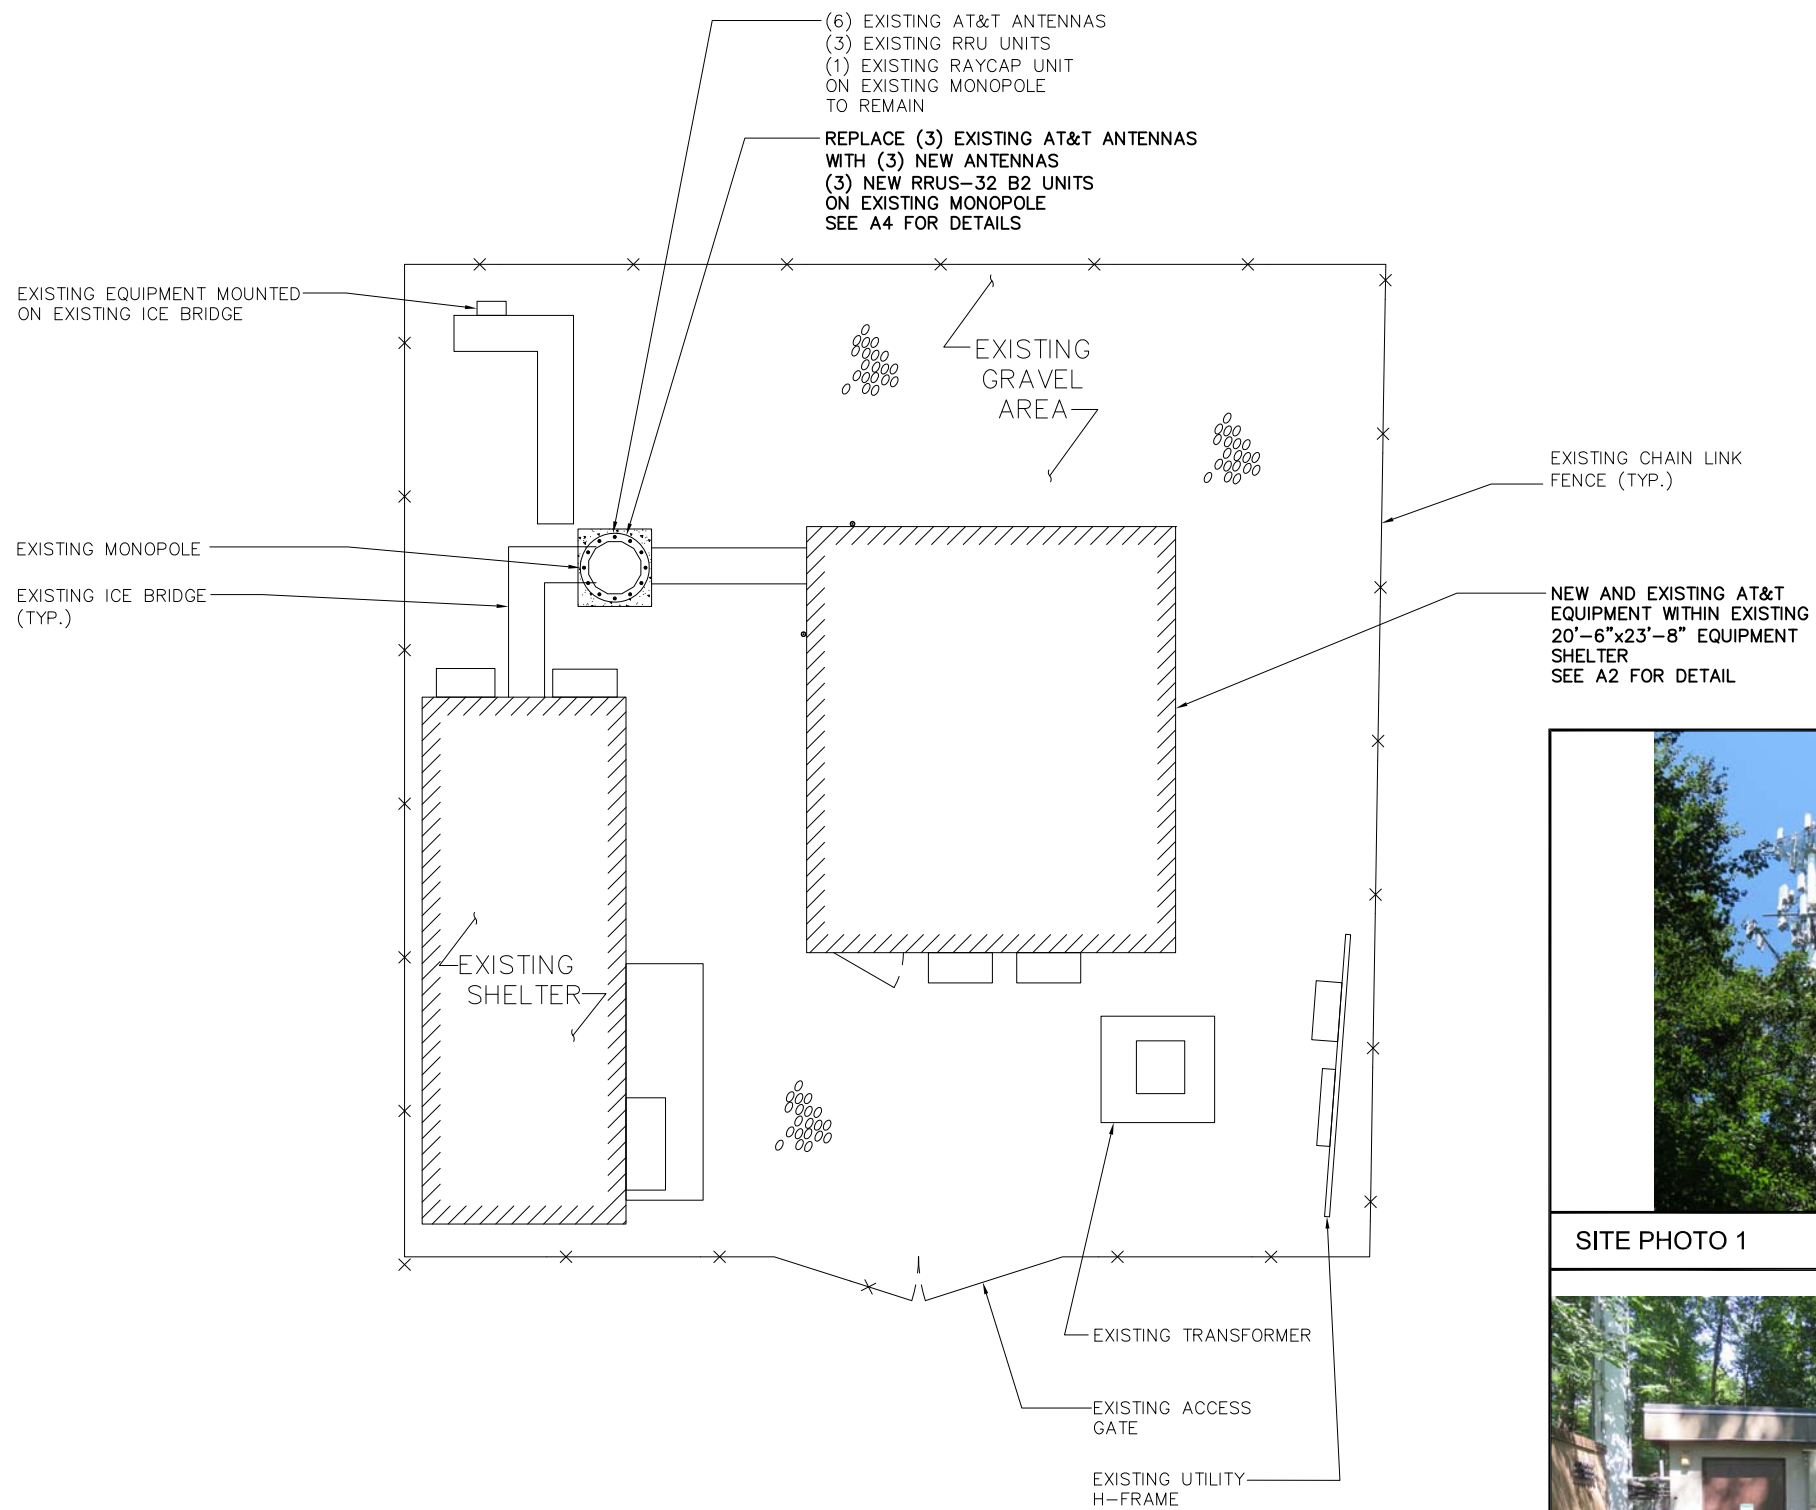 (6) EXISTING AT&T ANTENNAS
(3) EXISTING RRU UNITS
(1) EXISTING RAYCAP UNIT
ON EXISTING MONOPOLE
TO REMAIN
REPLACE (3) EXISTING AT&T ANTENNAS
WITH (3) NEW ANTENNAS
(3) NEW RRUS-32 B2 UNITS
ON EXISTING MONOPOLE
SEE A4 FOR DETAILS
EXISTING EQUIPMENT MOUNTED
ON EXISTING ICE BRIDGE
EXISTING
GRAVEL
AREA
EXISTING CHAIN LINK
FENCE (TYP.)
EXISTING MONOPOLE
EXISTING ICE BRIDGE
(TYP.)
NEW AND EXISTING AT&T
EQUIPMENT WITHIN EXISTING
20'-6"x23'-8" EQUIPMENT
SHELTER
SEE A2 FOR DETAIL
EXISTING
SHELTER
SITE PHOTO 1
EXISTING TRANSFORMER
EXISTING ACCESS
GATE
EXISTING UTILITY
H-FRAME